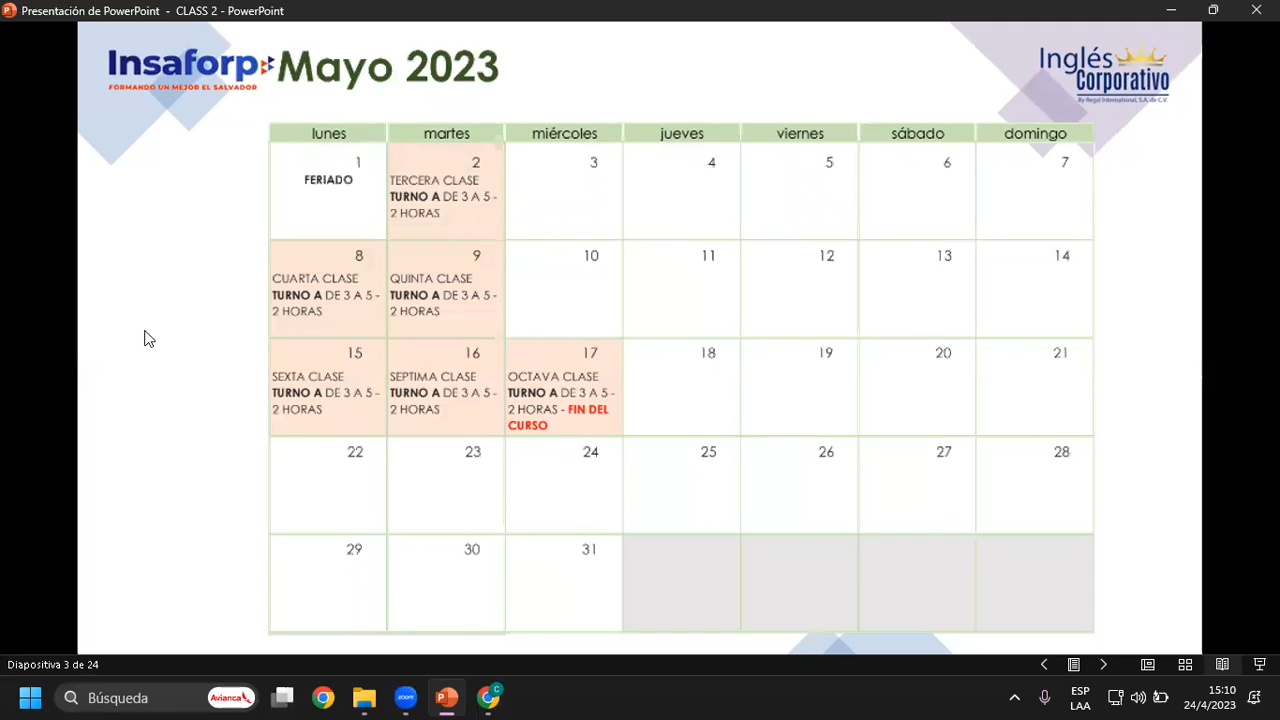 Presentación de PowerPoint - CLASS 2 - PowerPoint
Insaforp
FORMANDO UN MEJOR EL SALVADOR
Mayo 2023
Inglés
Corporativo
By Regal International, S.A. de C.V.
lunes martes miércoles jueves viernes sábado domingo
1 2 3 4 5 6 7
FERIADO
TERCERA CLASE
TURNO A DE 3 A 5 -
2 HORAS
8 9 10 11 12 13 14
CUARTA CLASE
TURNO A DE 3 A 5 -
2 HORAS
QUINTA CLASE
TURNO A DE 3 A 5 -
2 HORAS
15 16 17 18 19 20 21
SEXTA CLASE
TURNO A DE 3 A 5 -
2 HORAS
SEPTIMA CLASE
TURNO A DE 3 A 5 -
2 HORAS
OCTAVA CLASE
TURNO A DE 3 A 5 -
2 HORAS - FIN DEL
CURSO
22 23 24 25 26 27 28
29 30 31
Diapositiva 3 de 24
Búsqueda
Avianca
zoom
C
ESP
LAA
15:10
24/4/2023